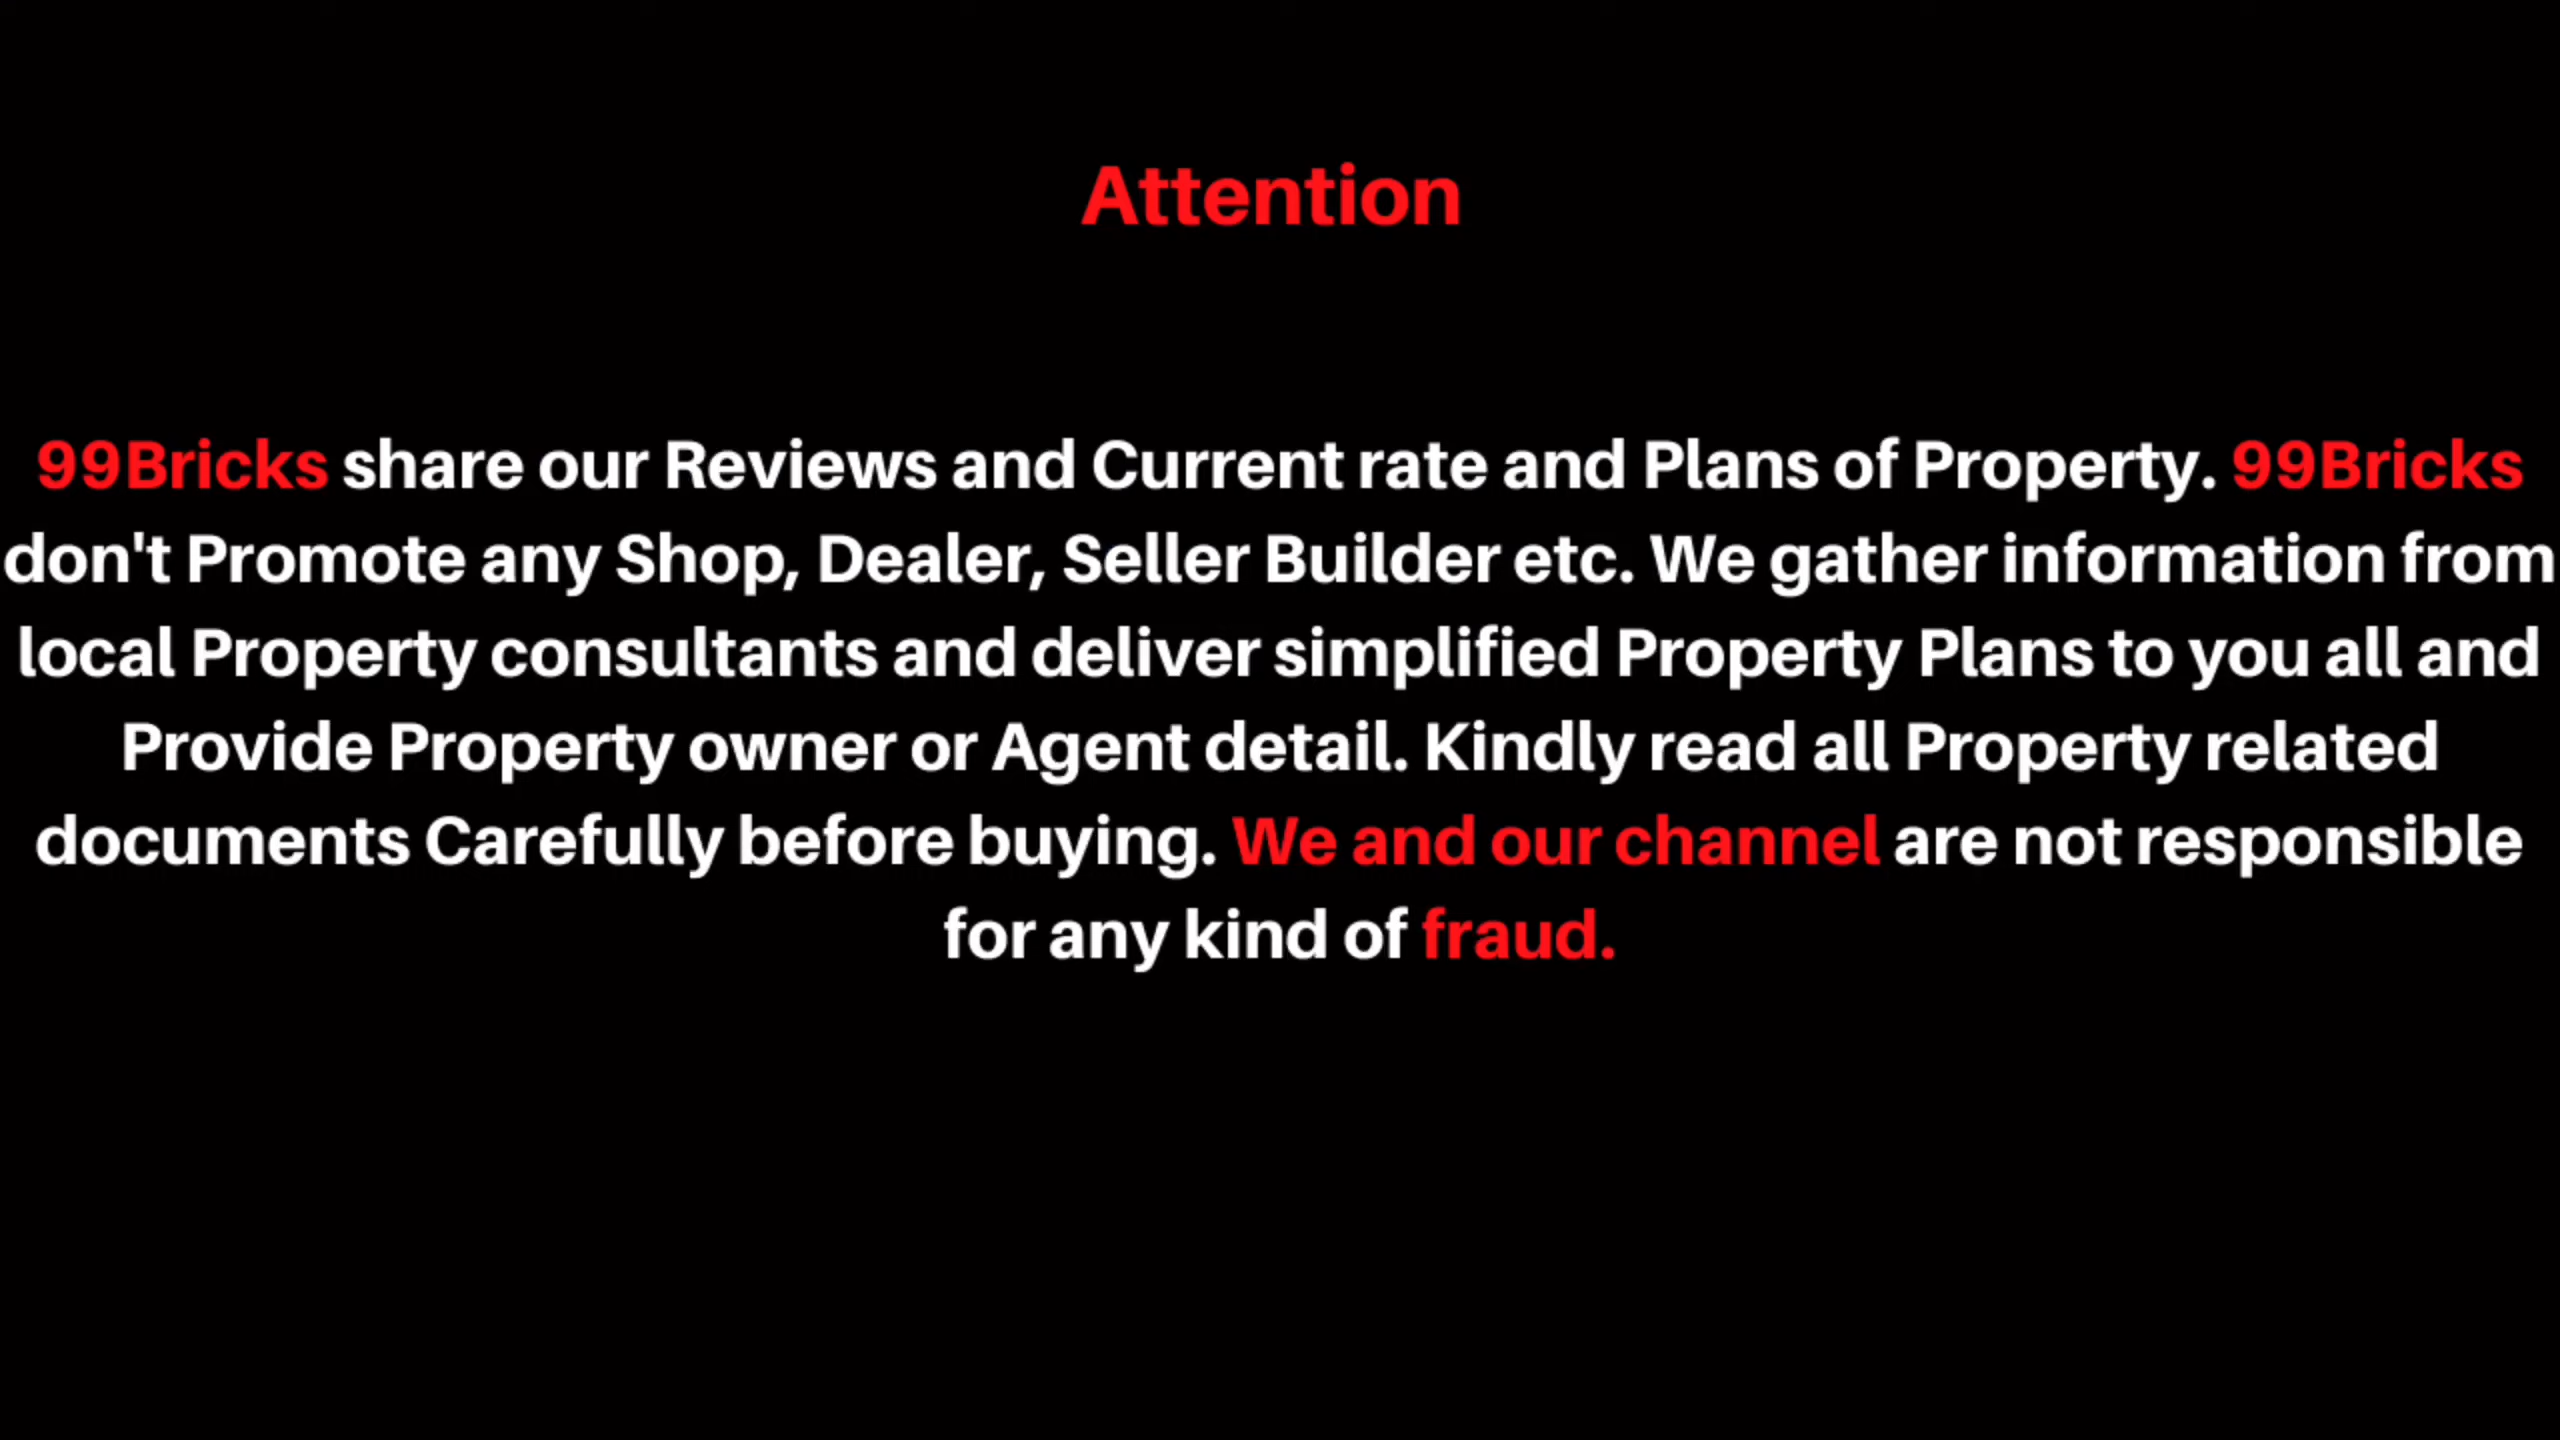 Attention
99Bricks share our Reviews and Current rate and Plans of Property. 99Bricks
don't Promote any Shop, Dealer, Seller Builder etc. We gather information from
local Property consultants and deliver simplified Property Plans to you all and
Provide Property owner or Agent detail. Kindly read all Property related
documents Carefully before buying. We and our channel are not responsible
for any kind of fraud.